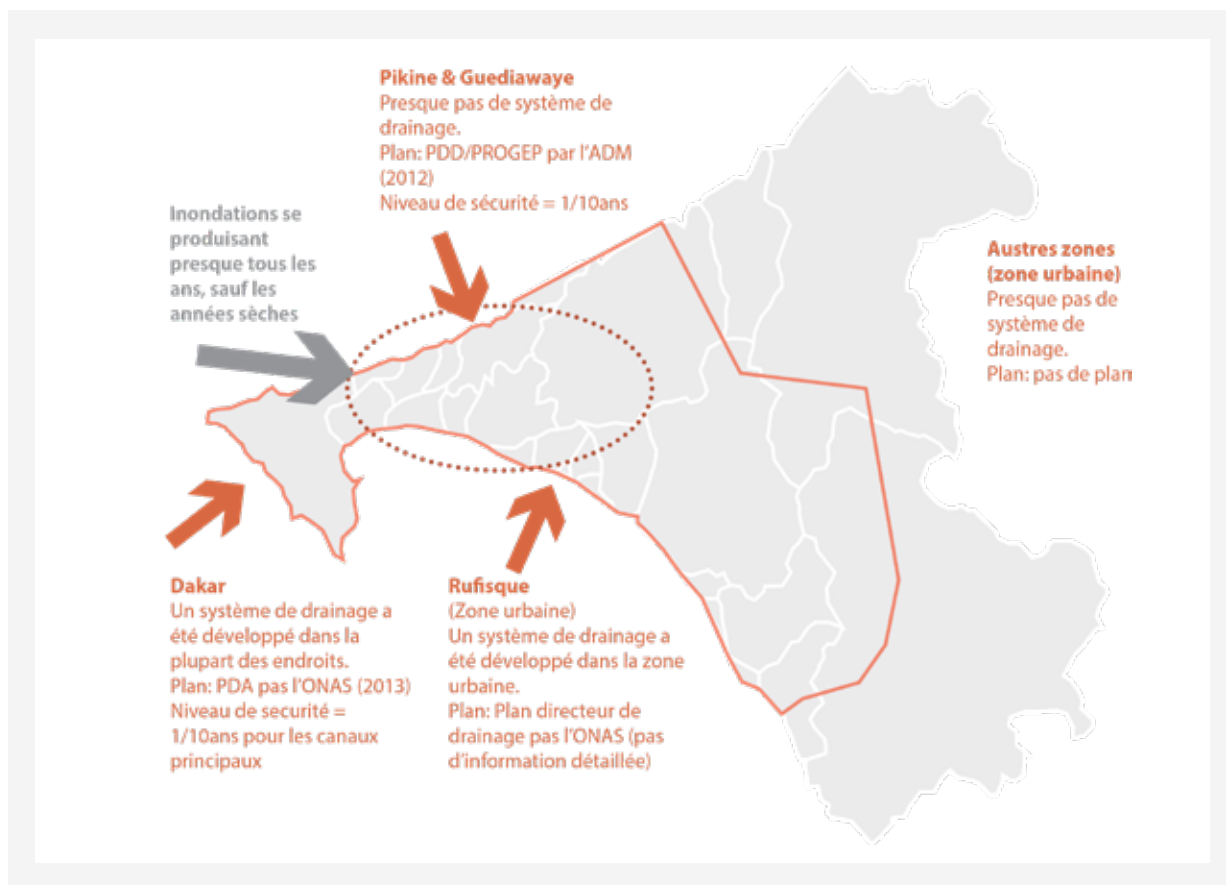 Pikine & Guediawaye
Presque pas de système de
drainage.
Plan: PDD/PROGEP par l'ADM
(2012)
Niveau de sécurité = 1/10ans
Inondations se
produisant
presque tous les
ans, sauf les
années sèches
Austres zones
(zone urbaine)
Presque pas de
système de
drainage.
Plan: pas de plan
Dakar
Un système de drainage a
été développé dans la
plupart des endroits.
Plan: PDA pas l'ONAS (2013)
Niveau de securité =
1/10ans pour les canaux
principaux
Rufisque
(Zone urbaine)
Un système de drainage a
été développé dans la zone
urbaine.
Plan: Plan directeur de
drainage pas l'ONAS (pas
d'information détaillée)